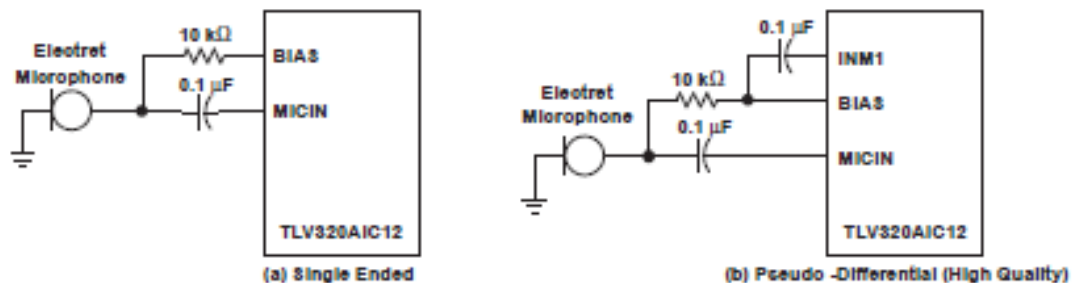 Electret
Microphone
10 kΩ
0.1 µF
BIAS
MICIN
TLV320AIC12
(a) Single Ended
Electret
Microphone
0.1 µF
10 kΩ
0.1 µF
INM1
BIAS
MICIN
TLV320AIC12
(b) Pseudo -Differential (High Quality)